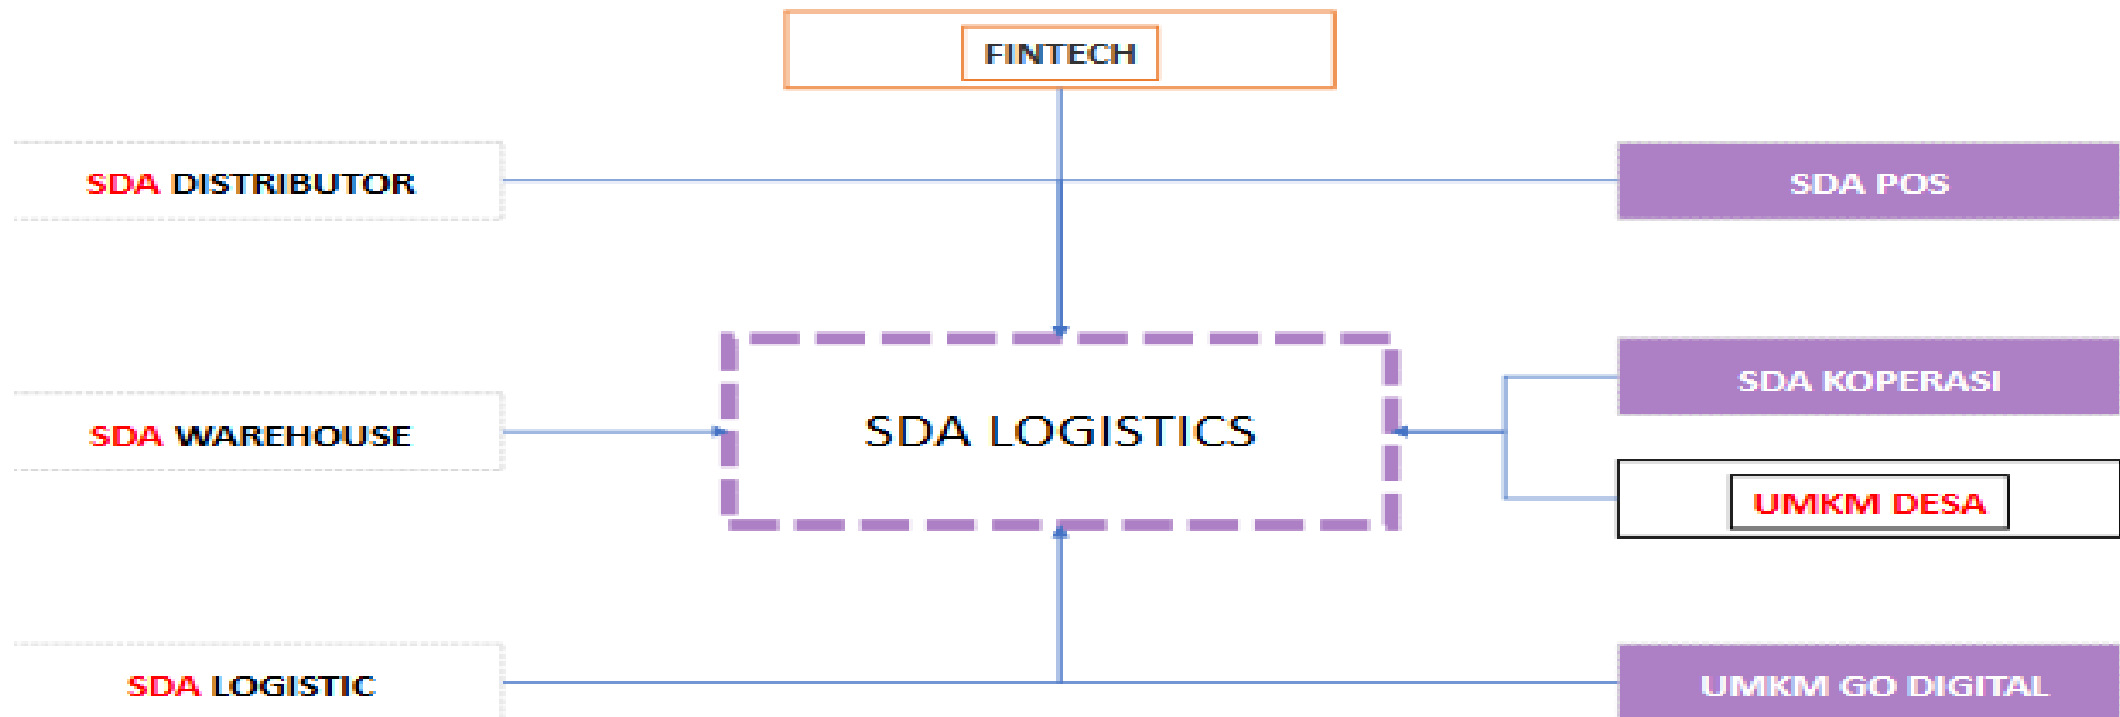 FINTECH
SDA DISTRIBUTOR
SDA POS
SDA KOPERASI
SDA LOGISTICS
SDA WAREHOUSE
UMKM DESA
SDA LOGISTIC
UMKM GO DIGITAL